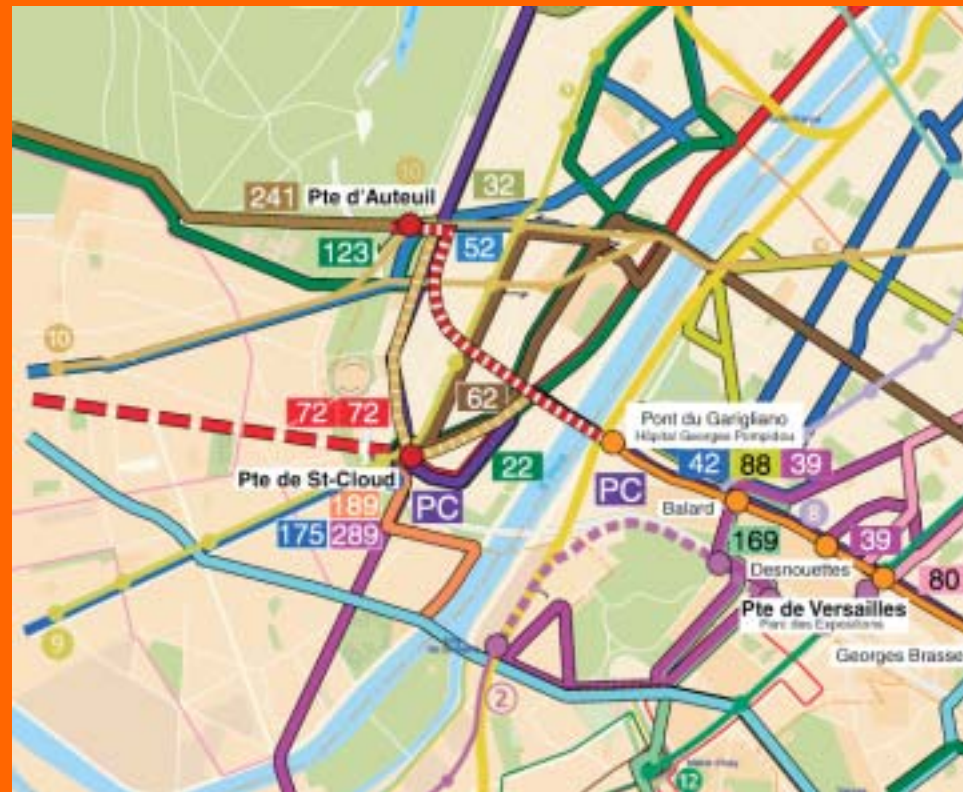 10
241 Pte d'Auteuil
32
123
52
10
72 72
62
Pont du Garigliano
Hôpital Georges Pompidou
42 88 39
22
Pte de St-Cloud
PC
PC
189
Balard
8
175 289
169
39
Desnouettes
80
Pte de Versailles
Parc des Expositions
9
Georges Brasse
2
12